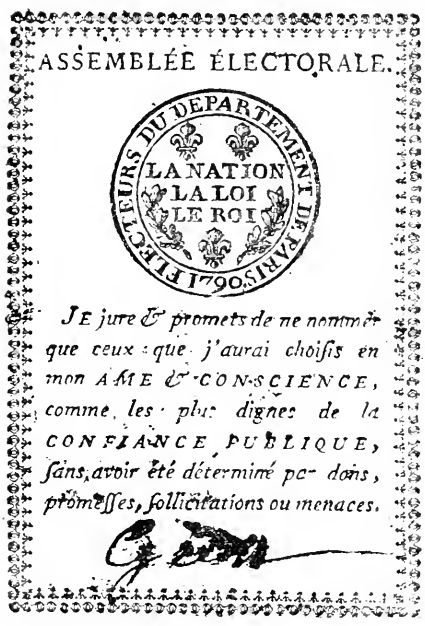 ASSEMBLÉE ÉLECTORALE.
ELECTEURS DU DEPARTEMENT DE PARIS 1790
LA NATION
LA LOI
LE ROI
JE jure & promets de ne nommer
que ceux que j'aurai choiſis en
mon AME & CONSCIENCE,
comme les plus dignes de la
CONFIANCE PUBLIQUE,
ſans avoir été déterminé par dons,
promeſſes, ſollicitations ou menaces.